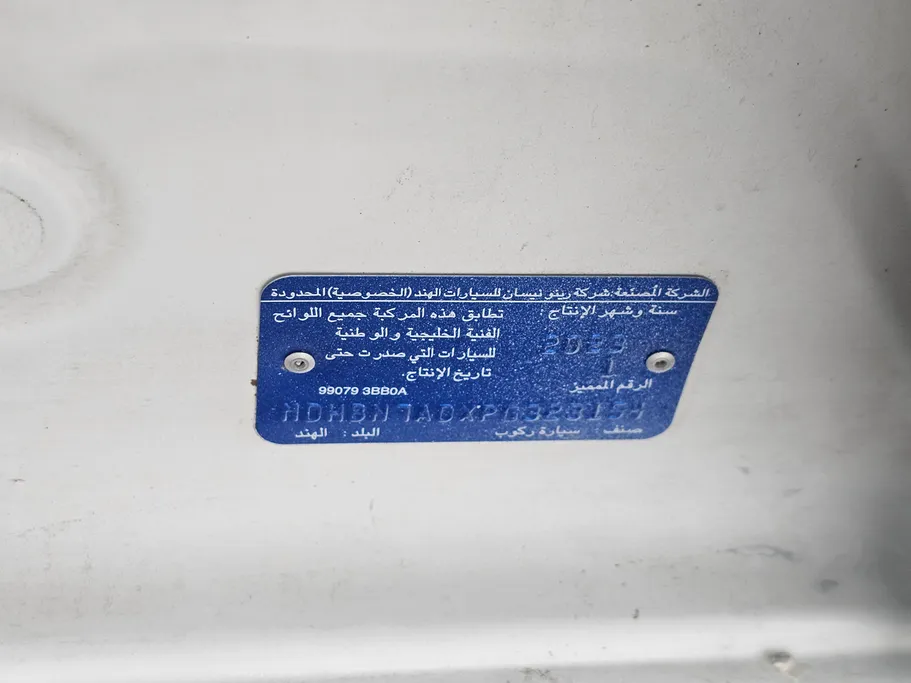 الشركة المصنعة: شركة رينو نيسان للسيارات الهند (الخصوصية) المحدودة
سنة وشهر الإنتاج:
2023
1
الرقم المميز
تطابق هذه المركبة جميع اللوائح
الفنية الخليجية والوطنية
للسيارات التي صدرت حتى
تاريخ الإنتاج.
99079 3BB0A
MDHBN7ADXPG323154
صنف: سيارة ركوب البلد: الهند